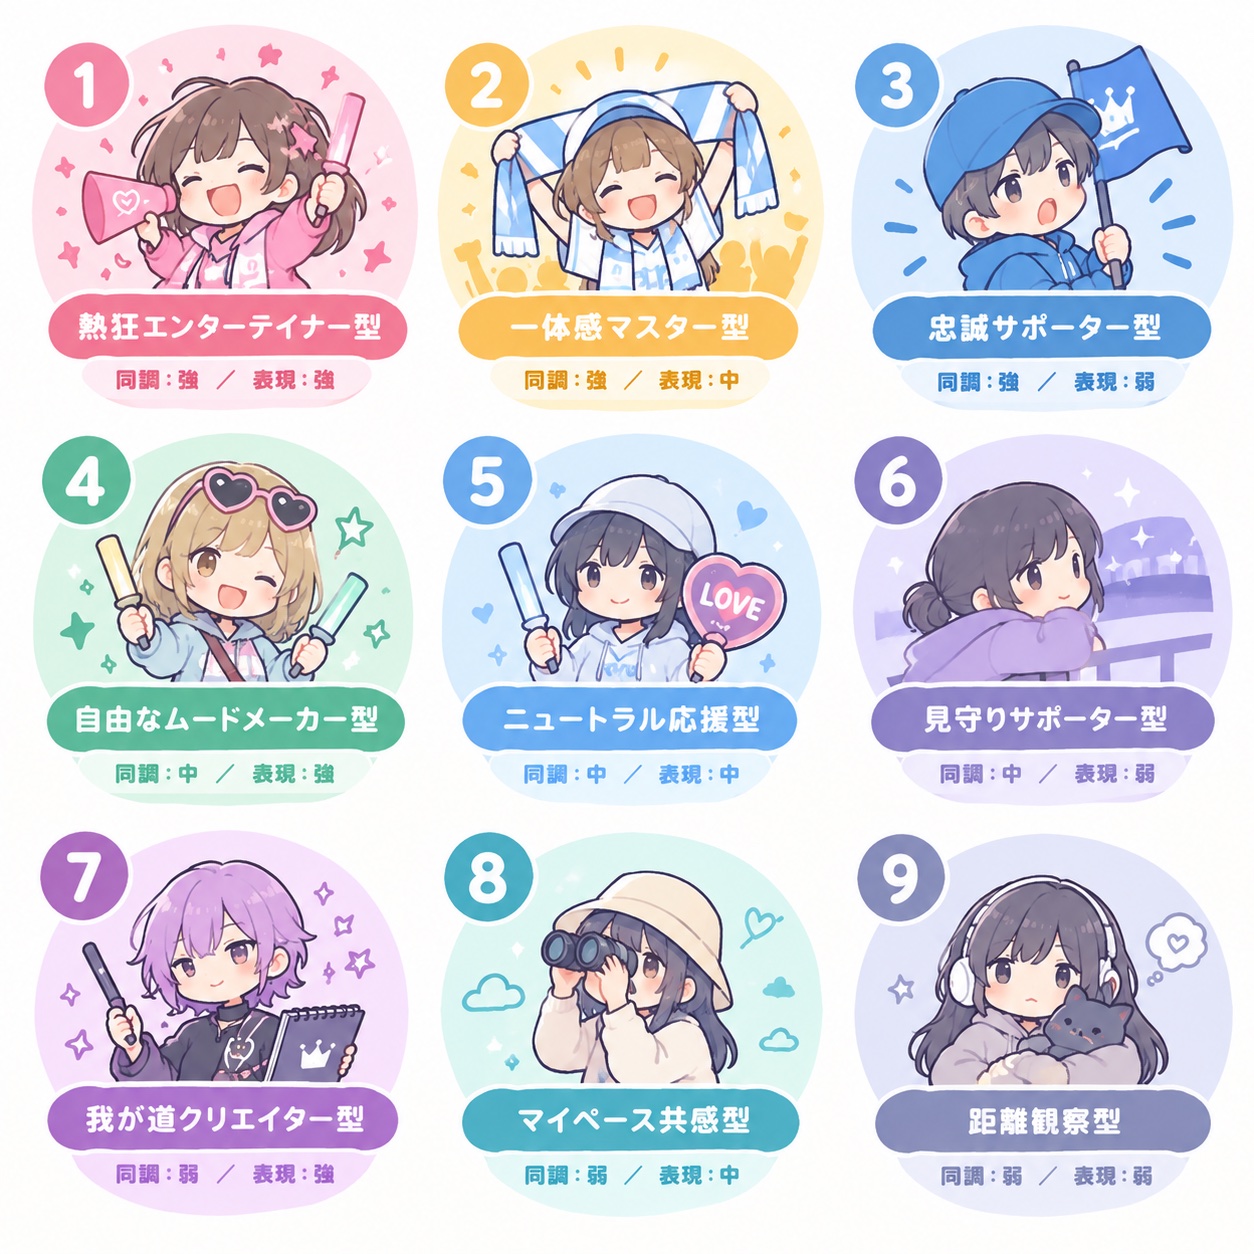 1
熱狂エンターテイナー型
同調：強 ／ 表現：強
2
一体感マスター型
同調：強 ／ 表現：中
3
忠誠サポーター型
同調：強 ／ 表現：弱
4
自由なムードメーカー型
同調：中 ／ 表現：強
5
LOVE
ニュートラル応援型
同調：中 ／ 表現：中
6
見守りサポーター型
同調：中 ／ 表現：弱
7
我が道クリエイター型
同調：弱 ／ 表現：強
8
マイペース共感型
同調：弱 ／ 表現：中
9
距離観察型
同調：弱 ／ 表現：弱